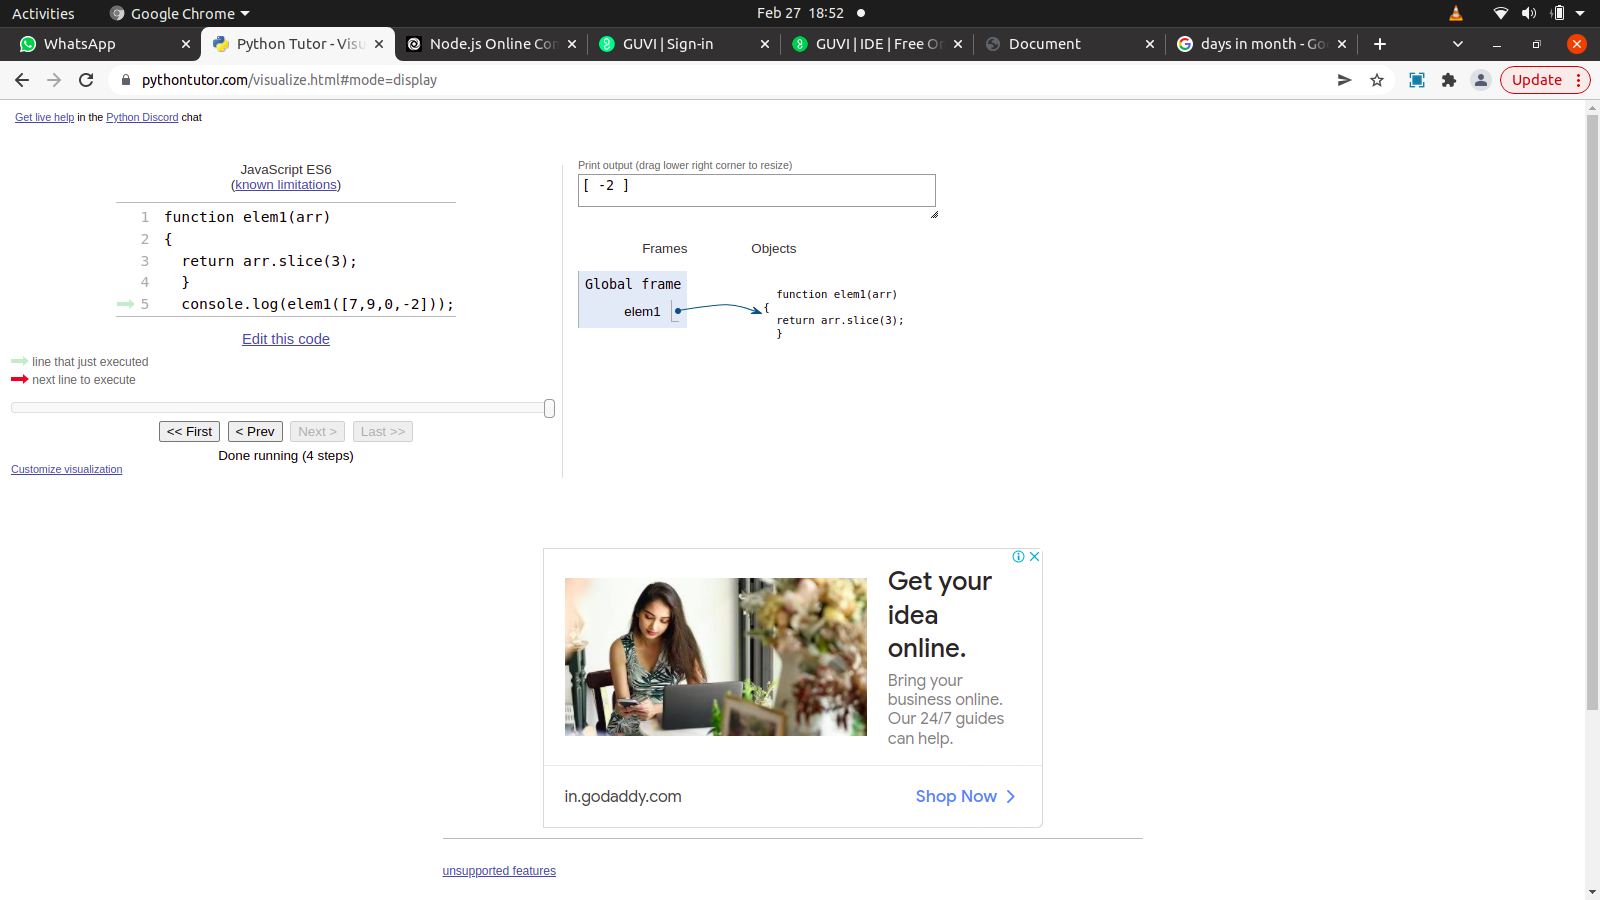 Activities
Google Chrome
Feb 27 18:52
WhatsApp
Python Tutor - Visu
Node.js Online Con
GUVI | Sign-in
GUVI | IDE | Free On
Document
days in month - Go
pythontutor.com/visualize.html#mode=display
Update
Get live help in the Python Discord chat
JavaScript ES6
(known limitations)
1 function elem1(arr)
2 {
3 return arr.slice(3);
4 }
5 console.log(elem1([7,9,0,-2]));
Edit this code
line that just executed
next line to execute
<< First
< Prev
Next >
Last >>
Done running (4 steps)
Customize visualization
Print output (drag lower right corner to resize)
[ -2 ]
Frames
Objects
Global frame
elem1
function elem1(arr)
{
return arr.slice(3);
}
Get your
idea
online.
Bring your
business online.
Our 24/7 guides
can help.
in.godaddy.com
Shop Now
unsupported features